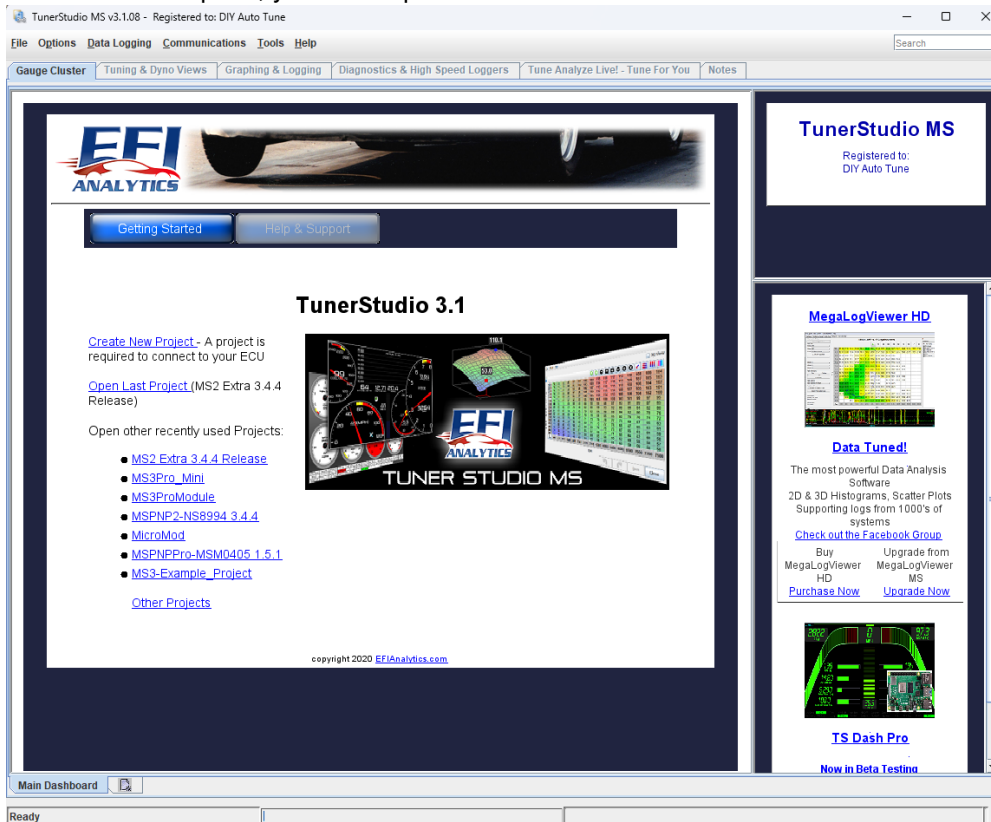 TunerStudio MS v3.1.08 - Registered to: DIY Auto Tune
File Options Data Logging Communications Tools Help
Search
Gauge Cluster Tuning & Dyno Views Graphing & Logging Diagnostics & High Speed Loggers Tune Analyze Live! - Tune For You Notes
EFI
ANALYTICS
Getting Started Help & Support
TunerStudio 3.1
Create New Project - A project is
required to connect to your ECU
Open Last Project (MS2 Extra 3.4.4
Release)
Open other recently used Projects:
MS2 Extra 3.4.4 Release
MS3Pro_Mini
MS3ProModule
MSPNP2-NS8994 3.4.4
MicroMod
MSPNPPro-MSM0405 1.5.1
MS3-Example_Project
Other Projects
EFI
ANALYTICS
TUNER STUDIO MS
copyright 2020 EFIAnalytics.com
TunerStudio MS
Registered to:
DIY Auto Tune
MegaLogViewer HD
Data Tuned!
The most powerful Data Analysis
Software
2D & 3D Histograms, Scatter Plots
Supporting logs from 1000's of
systems
Check out the Facebook Group
Buy
MegaLogViewer
HD
Purchase Now
Upgrade from
MegaLogViewer
MS
Upgrade Now
TS Dash Pro
Now in Beta Testing
Main Dashboard
Ready